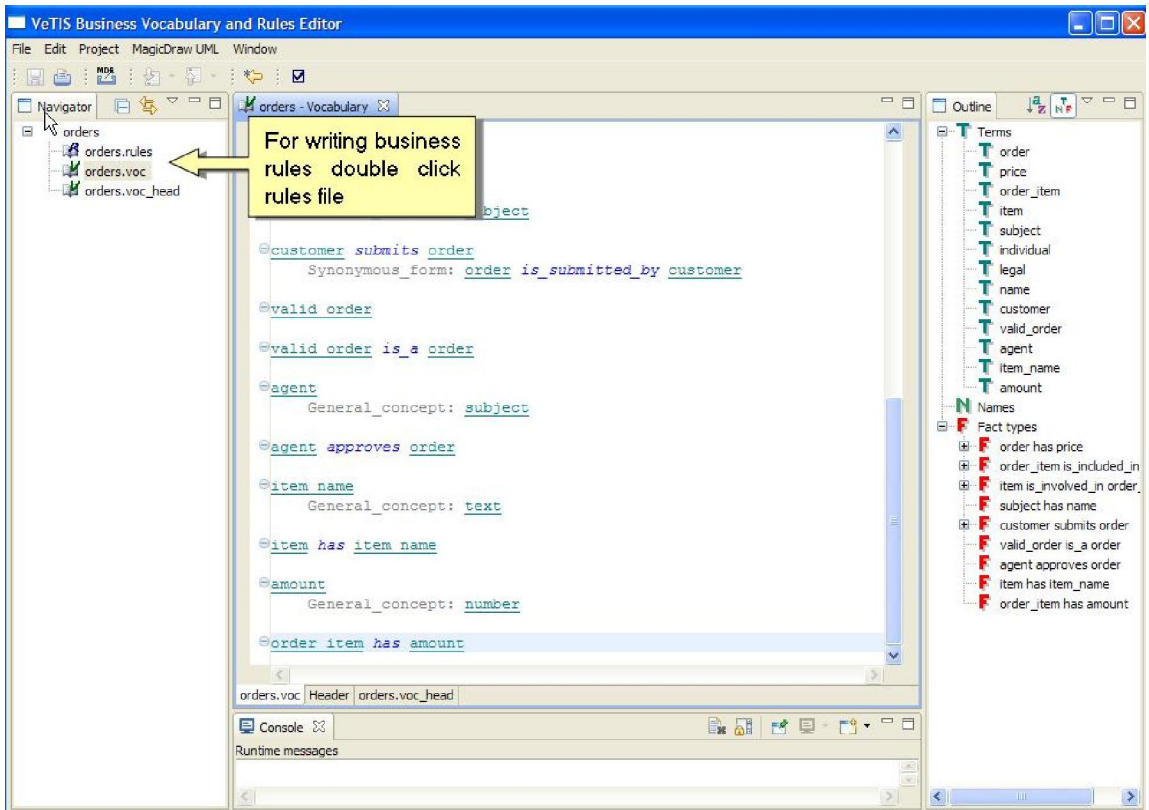 VeTIS Business Vocabulary and Rules Editor
File Edit Project MagicDraw UML Window
MDR
Navigator
orders
orders.rules
orders.voc
orders.voc_head
orders - Vocabulary
For writing business
rules double click
rules file
bject
customer submits order
Synonymous_form: order is_submitted_by customer
valid order
valid order is_a order
agent
General_concept: subject
agent approves order
item name
General_concept: text
item has item name
amount
General_concept: number
order item has amount
orders.voc Header orders.voc_head
Console
Runtime messages
Outline
Terms
order
price
order_item
item
subject
individual
legal
name
customer
valid_order
agent
item_name
amount
Names
Fact types
order has price
order_item is_included_in
item is_involved_in order_
subject has name
customer submits order
valid_order is_a order
agent approves order
item has item_name
order_item has amount